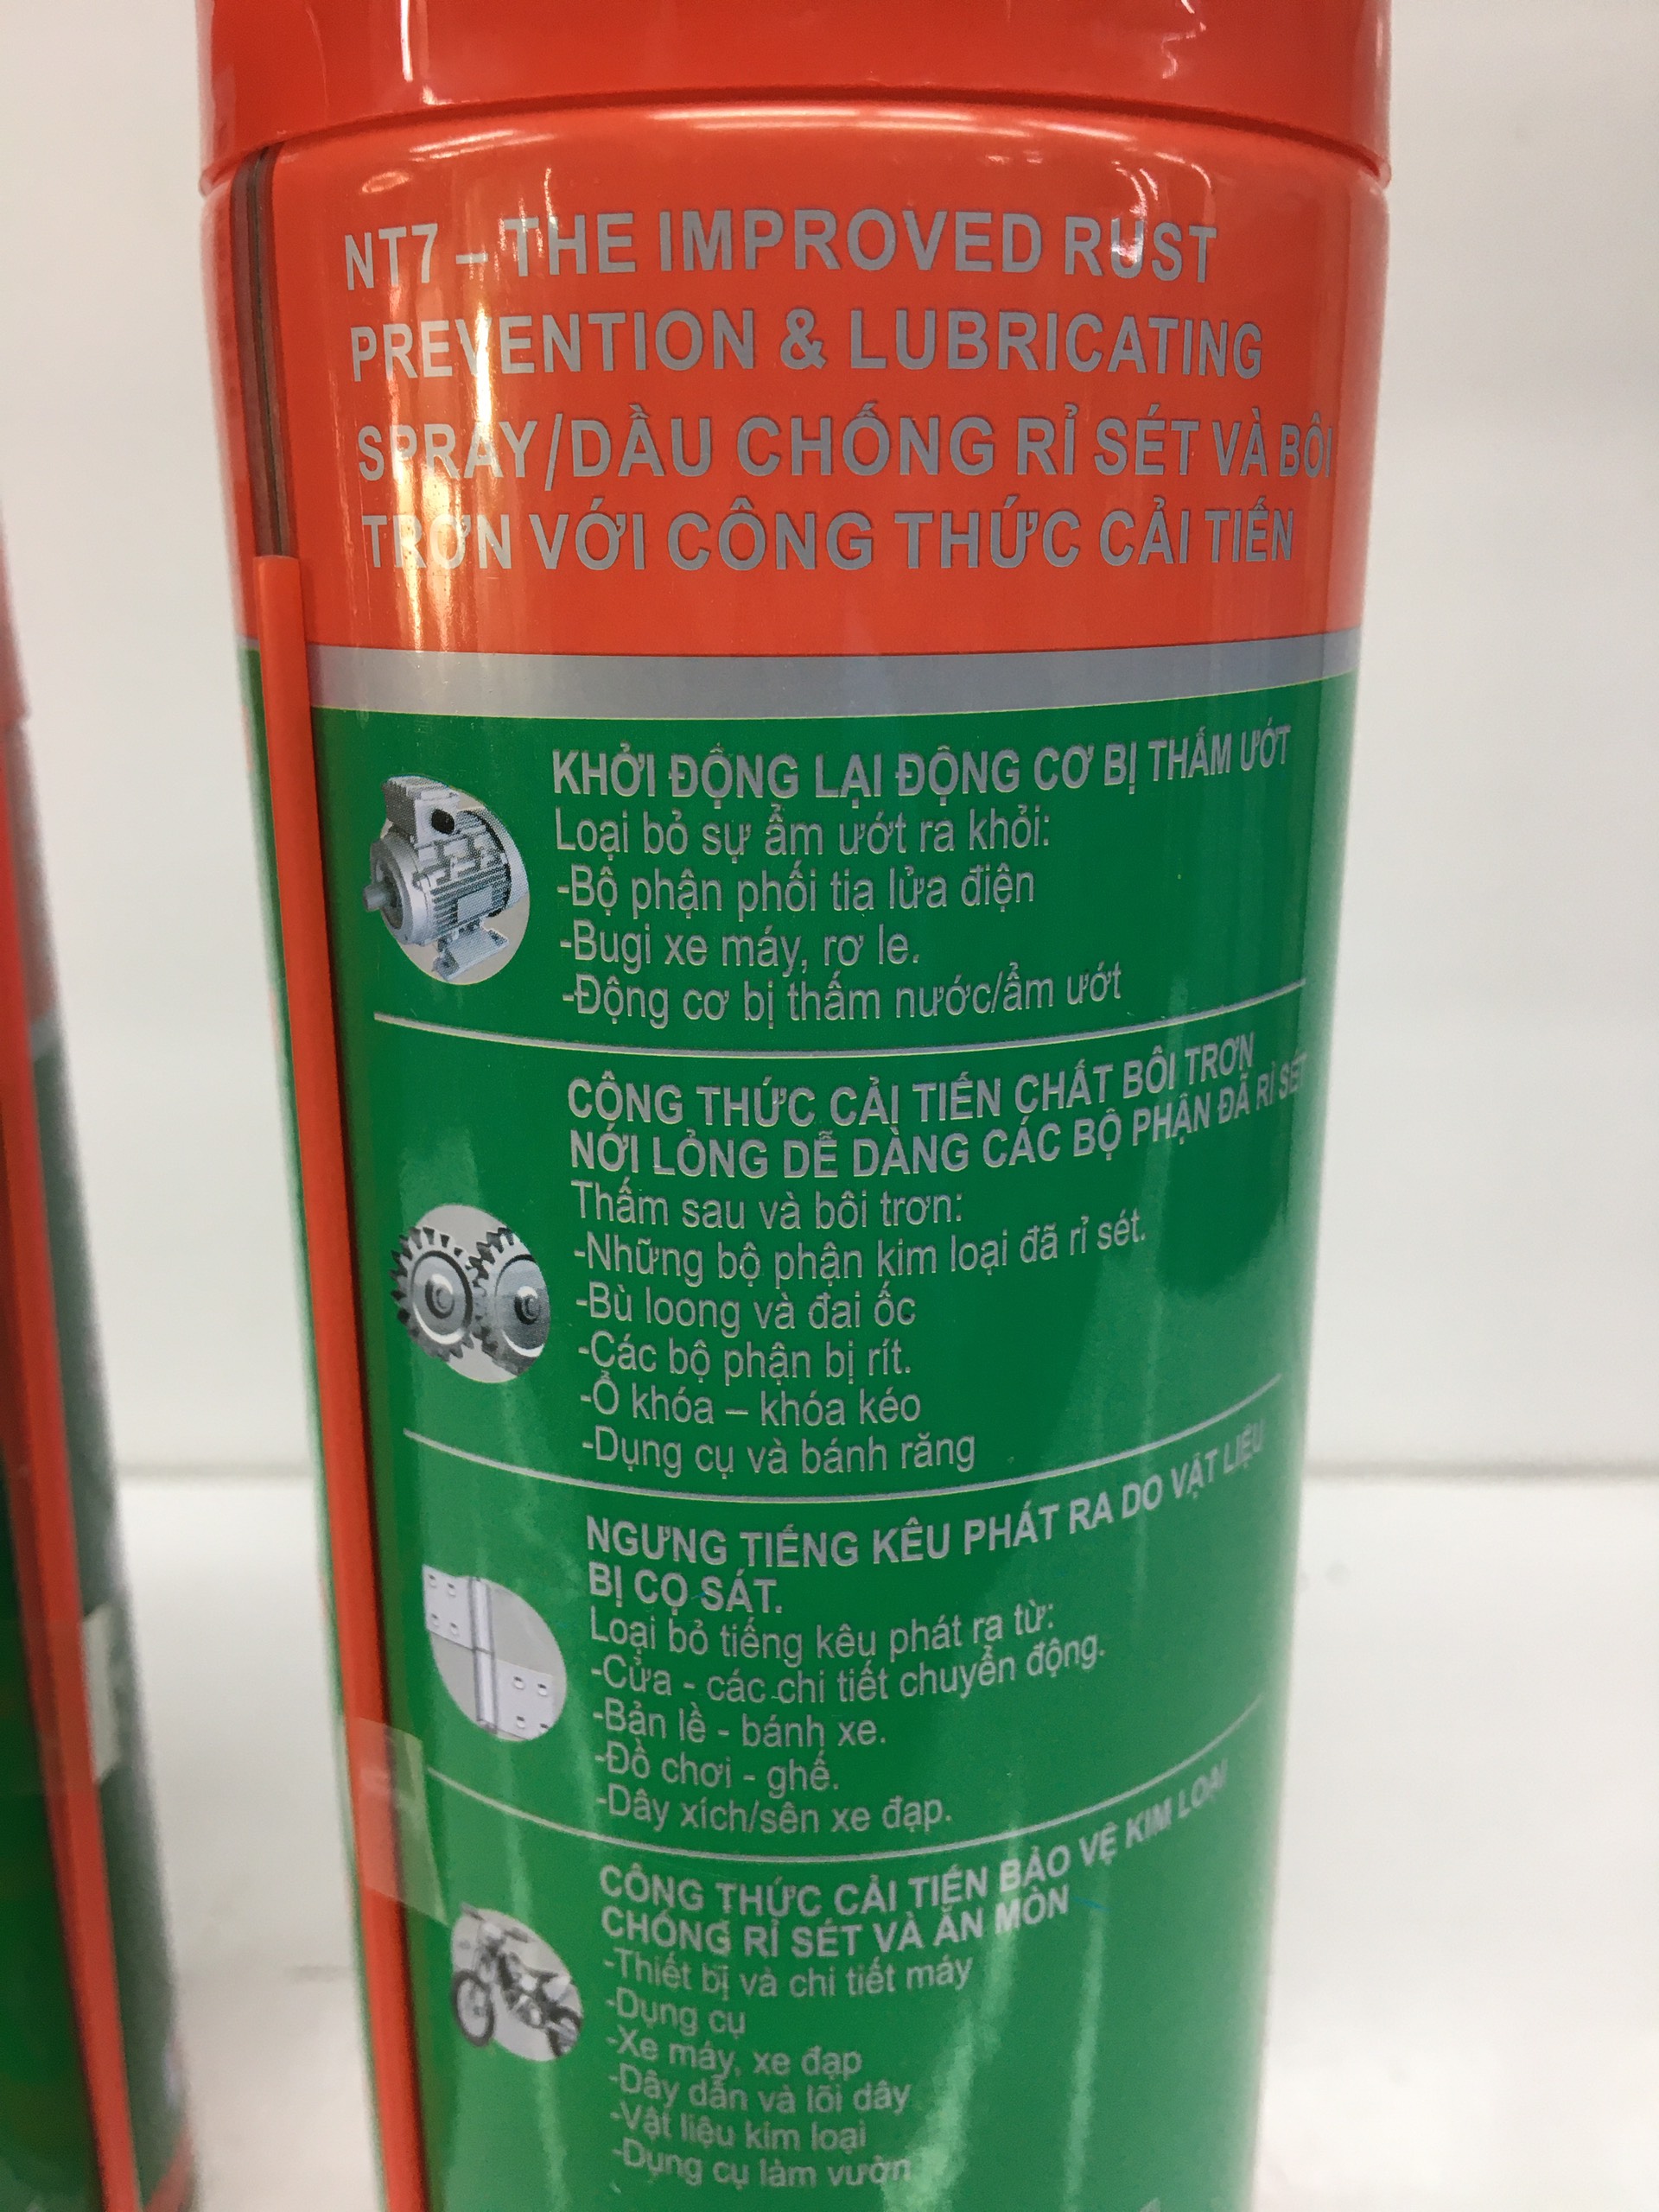 NT7 – THE IMPROVED RUST
PREVENTION & LUBRICATING
SPRAY/DẦU CHỐNG RỈ SÉT VÀ BÔI
TRƠN VỚI CÔNG THỨC CẢI TIẾN
KHỞI ĐỘNG LẠI ĐỘNG CƠ BỊ THẤM ƯỚT
Loại bỏ sự ẩm ướt ra khỏi:
-Bộ phận phối tia lửa điện
-Bugi xe máy, rơ le.
-Động cơ bị thấm nước/ẩm ướt
CÔNG THỨC CẢI TIẾN CHẤT BÔI TRƠN
NỚI LỎNG DỄ DÀNG CÁC BỘ PHẬN ĐÃ RỈ SÉT
Thấm sau và bôi trơn:
-Những bộ phận kim loại đã rỉ sét.
-Bù loong và đai ốc
-Các bộ phận bị rít.
-Ổ khóa – khóa kéo
-Dụng cụ và bánh răng
NGƯNG TIẾNG KÊU PHÁT RA DO VẬT LIỆU
BỊ CỌ SÁT.
Loại bỏ tiếng kêu phát ra từ:
-Cửa - các chi tiết chuyển động.
-Bản lề - bánh xe.
-Đồ chơi - ghế.
-Dây xích/sên xe đạp.
CÔNG THỨC CẢI TIẾN BẢO VỆ KIM LOẠI
CHỐNG RỈ SÉT VÀ ĂN MÒN
-Thiết bị và chi tiết máy
-Dụng cụ
-Xe máy, xe đạp
-Dây dẫn và lõi dây
-Vật liệu kim loại
-Dụng cụ làm vườn